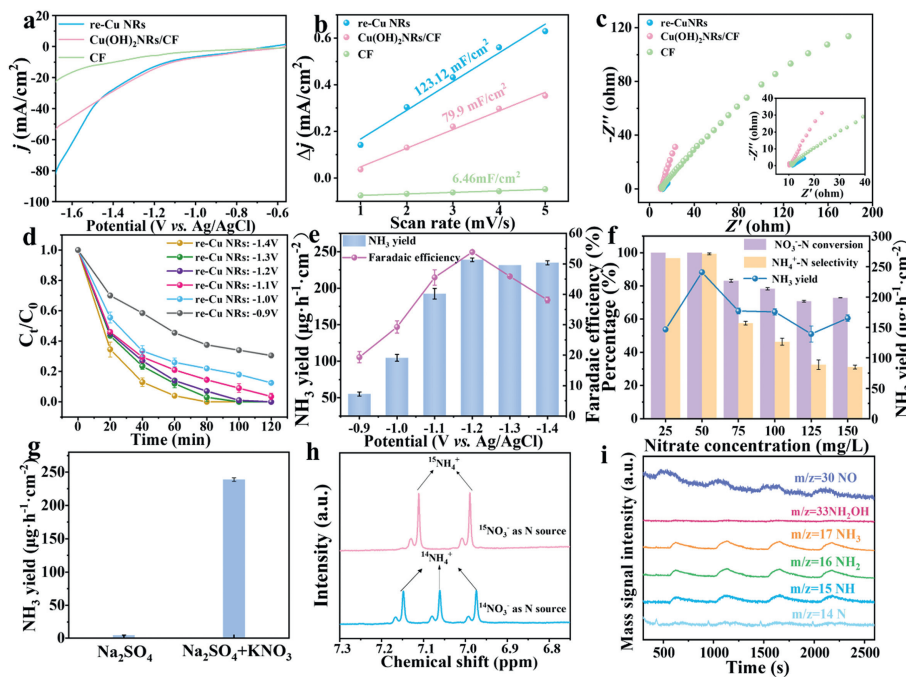 a
re-Cu NRs
Cu(OH)₂NRs/CF
CF
j (mA/cm²)
0
-20
-40
-60
-80
-100
-1.6
-1.4
-1.2
-1.0
-0.8
-0.6
Potential (V vs. Ag/AgCl)
b
re-Cu NRs
Cu(OH)₂NRs/CF
CF
123.12 mF/cm²
79.9 mF/cm²
6.46mF/cm²
Δj (mA/cm²)
0.6
0.4
0.2
0.0
1
2
3
4
5
Scan rate (mV/s)
c
re-CuNRs
Cu(OH)₂NRs/CF
CF
-Z'' (ohm)
-120
-80
-40
0
0
40
80
120
160
200
Z' (ohm)
-Z'' (ohm)
40
30
20
10
0
0
10
20
30
40
Z' (ohm)
d
re-Cu NRs: -1.4V
re-Cu NRs: -1.3V
re-Cu NRs: -1.2V
re-Cu NRs: -1.1V
re-Cu NRs: -1.0V
re-Cu NRs: -0.9V
Cₜ/C₀
1.0
0.8
0.6
0.4
0.2
0.0
0
20
40
60
80
100
120
Time (min)
e
NH₃ yield
Faradaic efficiency
NH₃ yield (µg·h⁻¹·cm⁻²)
250
200
150
100
50
0
Faradaic efficiency (%)
60
50
40
30
20
10
0
-0.9
-1.0
-1.1
-1.2
-1.3
-1.4
Potential (V vs. Ag/AgCl)
f
NO₃⁻-N conversion
NH₄⁺-N selectivity
NH₃ yield
Percentage (%)
100
80
60
40
20
0
NH₃ yield (µg·h⁻¹·cm⁻²)
300
250
200
150
100
50
0
25
50
75
100
125
150
Nitrate concentration (mg/L)
g
NH₃ yield (µg·h⁻¹·cm⁻²)
250
200
150
100
50
0
Na₂SO₄
Na₂SO₄+KNO₃
h
¹⁵NH₄⁺
¹⁵NO₃⁻ as N source
¹⁴NH₄⁺
¹⁴NO₃⁻ as N source
Intensity (a.u.)
7.3
7.2
7.1
7.0
6.9
6.8
Chemical shift (ppm)
i
m/z=30 NO
m/z=33NH₂OH
m/z=17 NH₃
m/z=16 NH₂
m/z=15 NH
m/z=14 N
Mass signal intensity (a.u.)
500
1000
1500
2000
2500
Time (s)